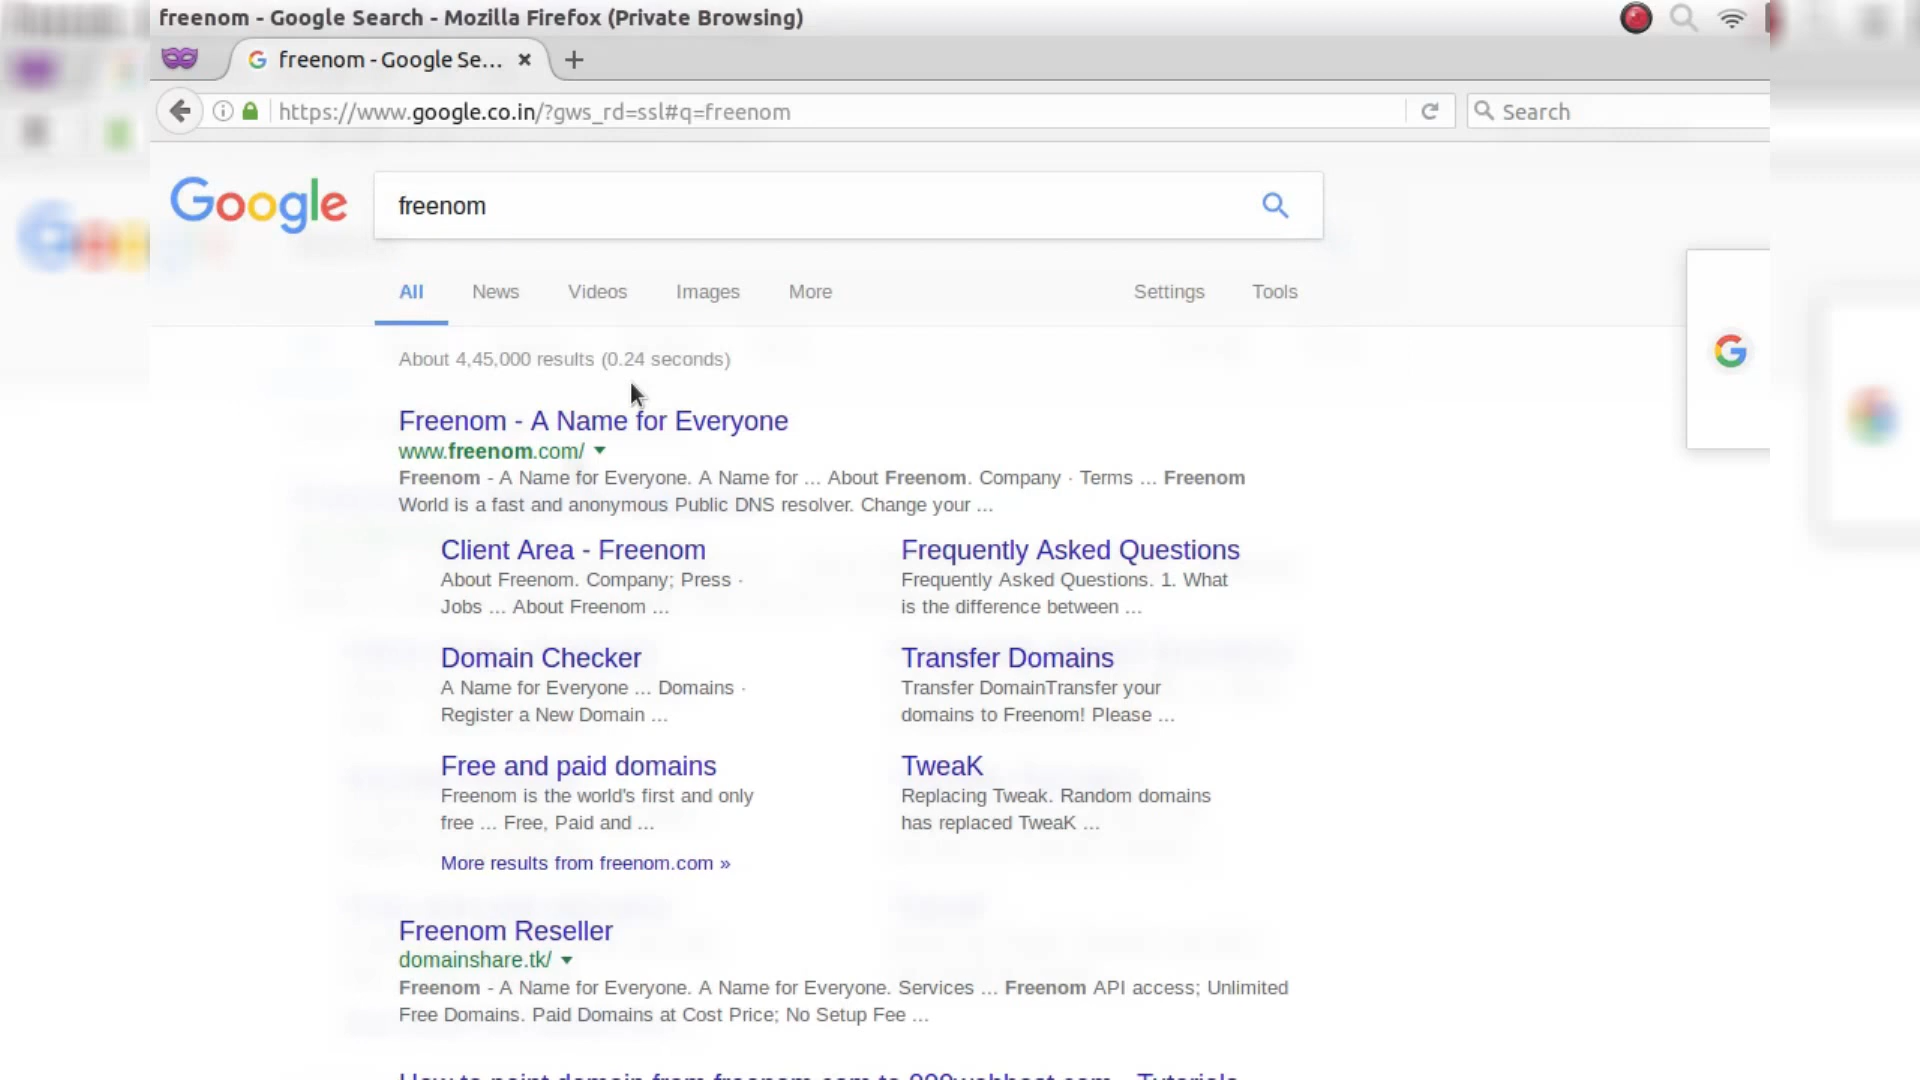 freenom - Google Search - Mozilla Firefox (Private Browsing)
freenom - Google Se...
https://www.google.co.in/?gws_rd=ssl#q=freenom
Search
Google
freenom
All News Videos Images More Settings Tools
About 4,45,000 results (0.24 seconds)
Freenom - A Name for Everyone
www.freenom.com/
Freenom - A Name for Everyone. A Name for ... About Freenom. Company · Terms ... Freenom
World is a fast and anonymous Public DNS resolver. Change your ...
Client Area - Freenom
About Freenom. Company; Press ·
Jobs ... About Freenom ...
Frequently Asked Questions
Frequently Asked Questions. 1. What
is the difference between ...
Domain Checker
A Name for Everyone ... Domains ·
Register a New Domain ...
Transfer Domains
Transfer DomainTransfer your
domains to Freenom! Please ...
Free and paid domains
Freenom is the world's first and only
free ... Free, Paid and ...
TweaK
Replacing Tweak. Random domains
has replaced TweaK ...
More results from freenom.com »
Freenom Reseller
domainshare.tk/
Freenom - A Name for Everyone. A Name for Everyone. Services ... Freenom API access; Unlimited
Free Domains. Paid Domains at Cost Price; No Setup Fee ...
How to point domain from freenom.com to 000webhost.com - Tutorials